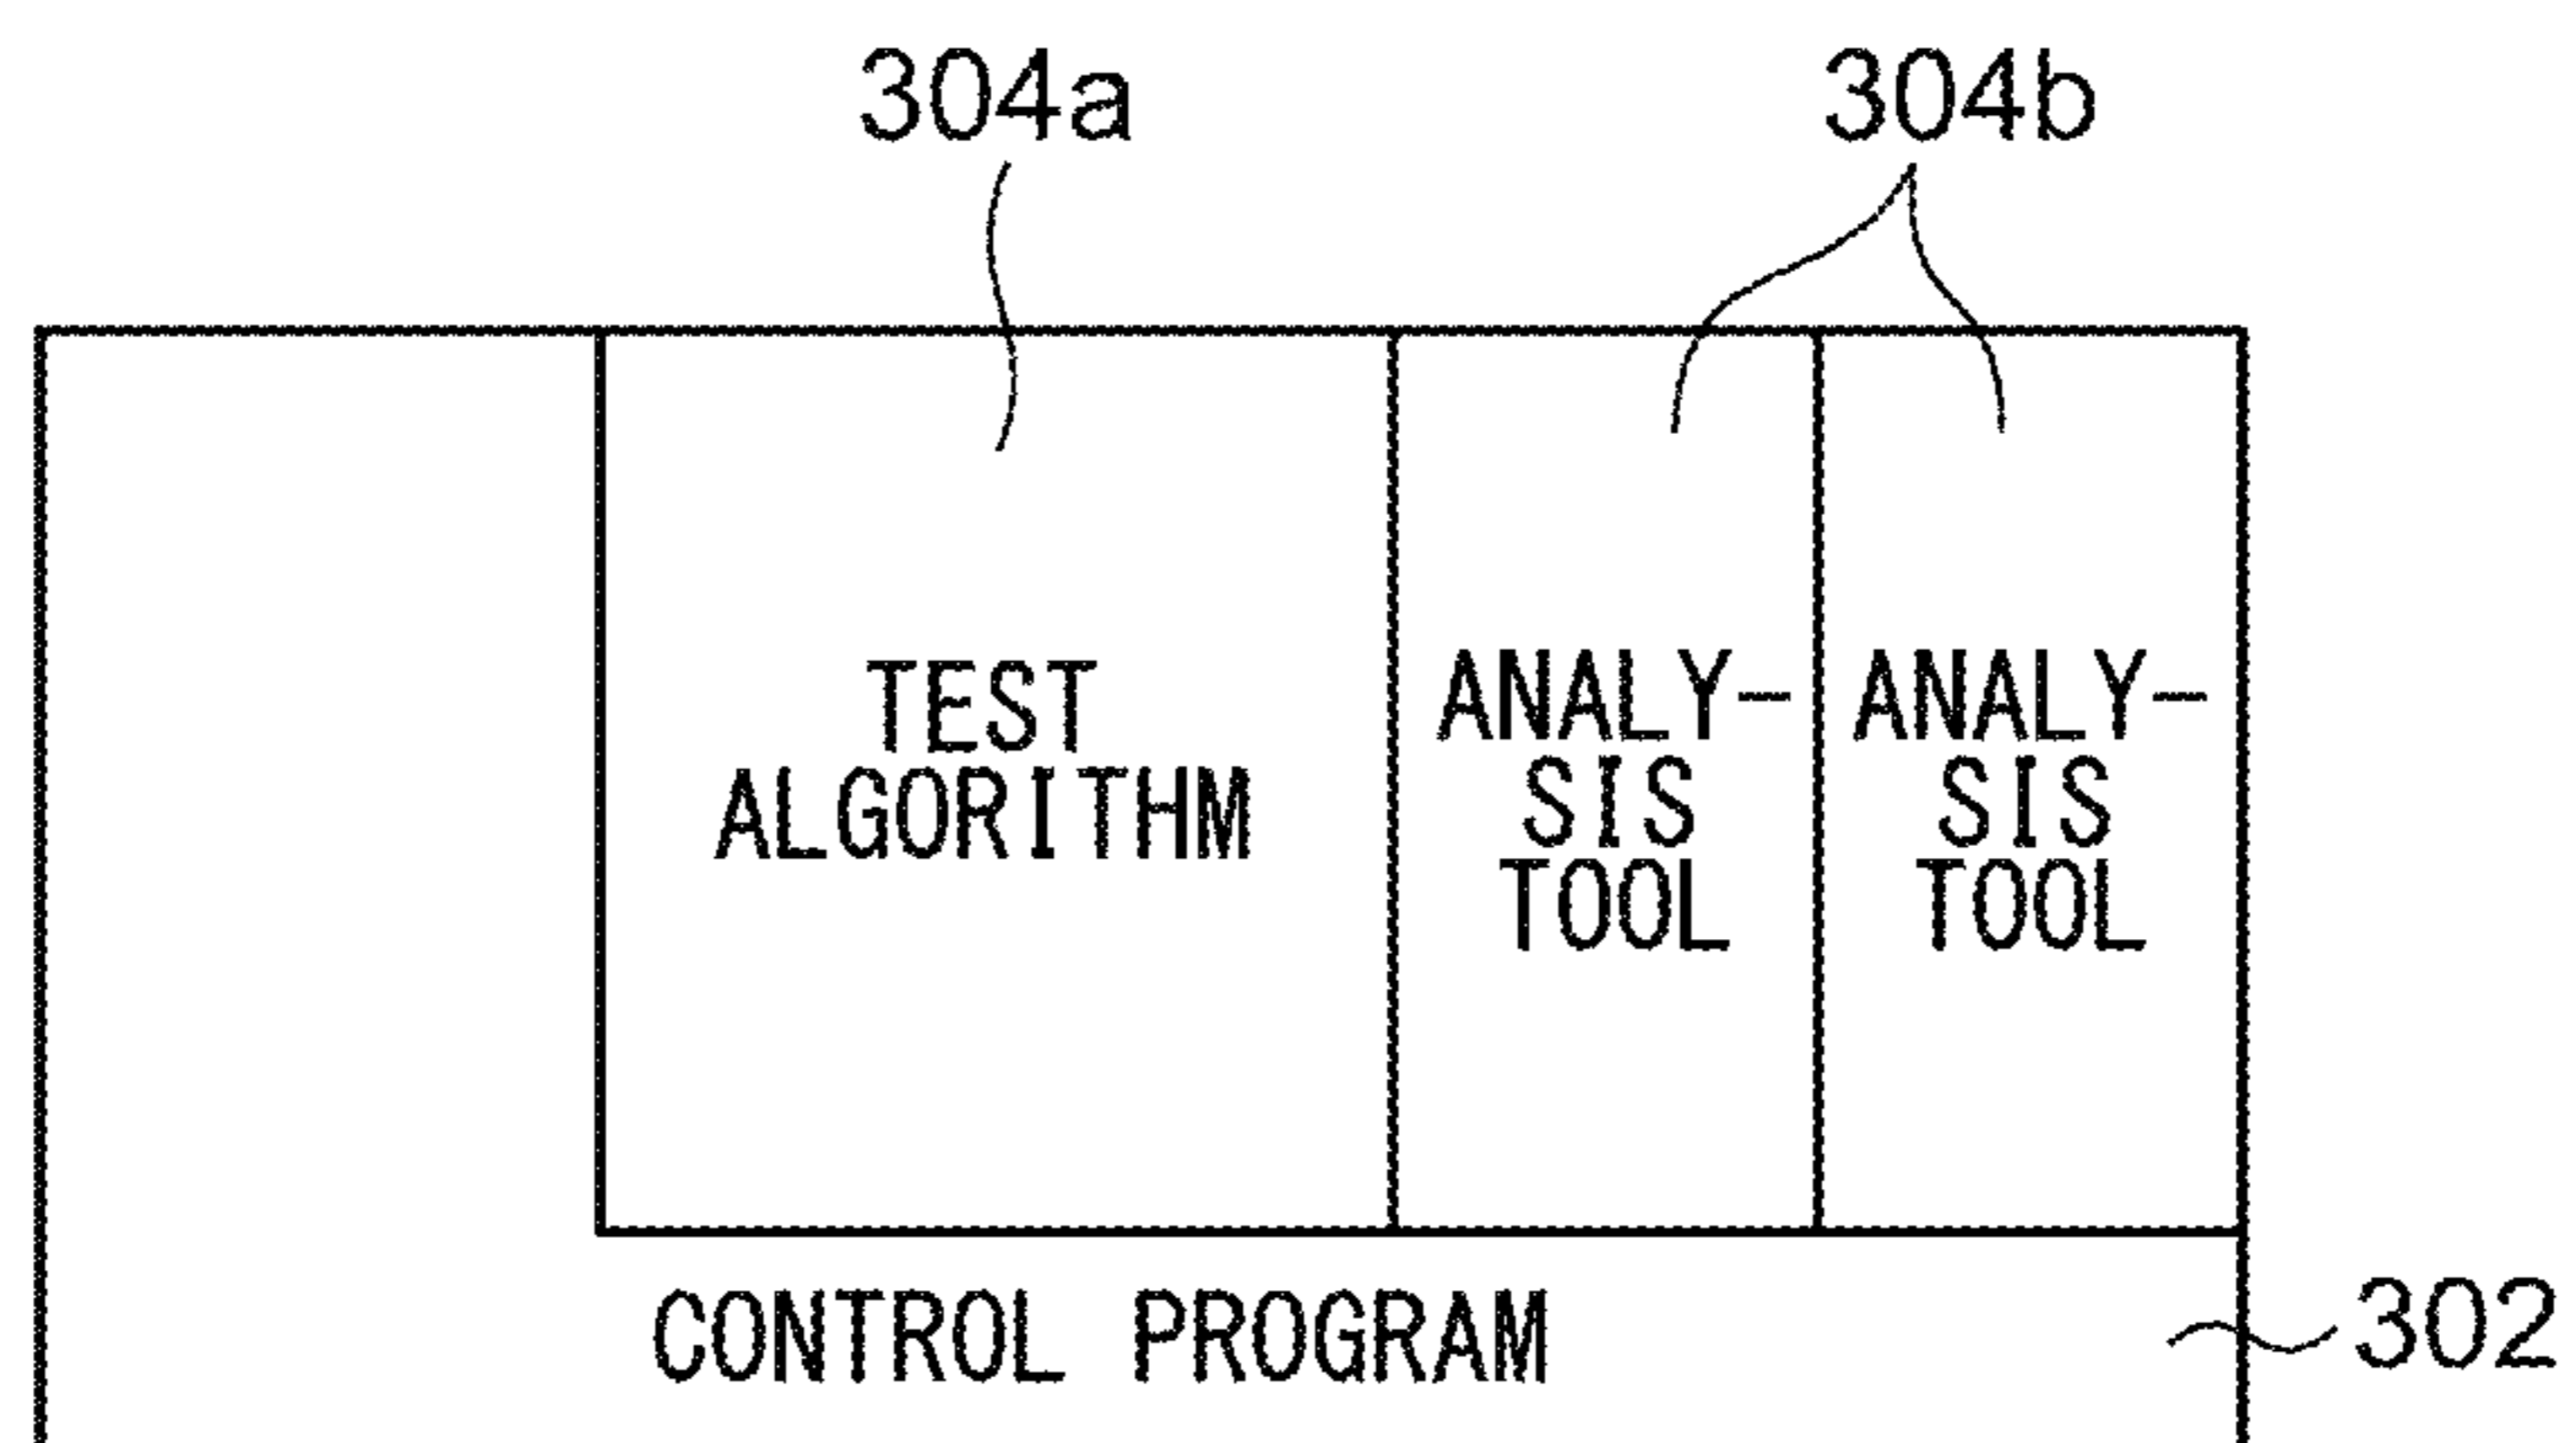 304a
304b
TEST
ALGORITHM
ANALY-
SIS
TOOL
ANALY-
SIS
TOOL
CONTROL PROGRAM
302